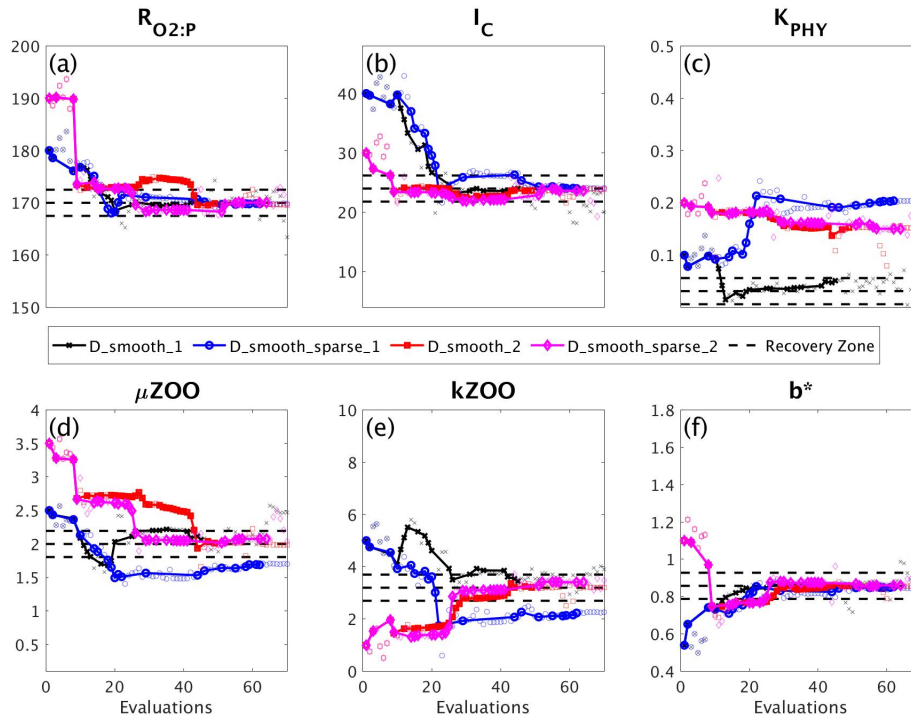 R_O2:P
I_C
K_PHY
200
190
180
170
160
150
(a)
40
30
20
10
(b)
0.5
0.4
0.3
0.2
0.1
(c)
D_smooth_1
D_smooth_sparse_1
D_smooth_2
D_smooth_sparse_2
Recovery Zone
μZOO
kZOO
b*
4
3.5
3
2.5
2
1.5
1
0.5
(d)
0 20 40 60
Evaluations
10
8
6
4
2
0
(e)
0 20 40 60
Evaluations
1.8
1.6
1.4
1.2
1
0.8
0.6
0.4
(f)
0 20 40 60
Evaluations